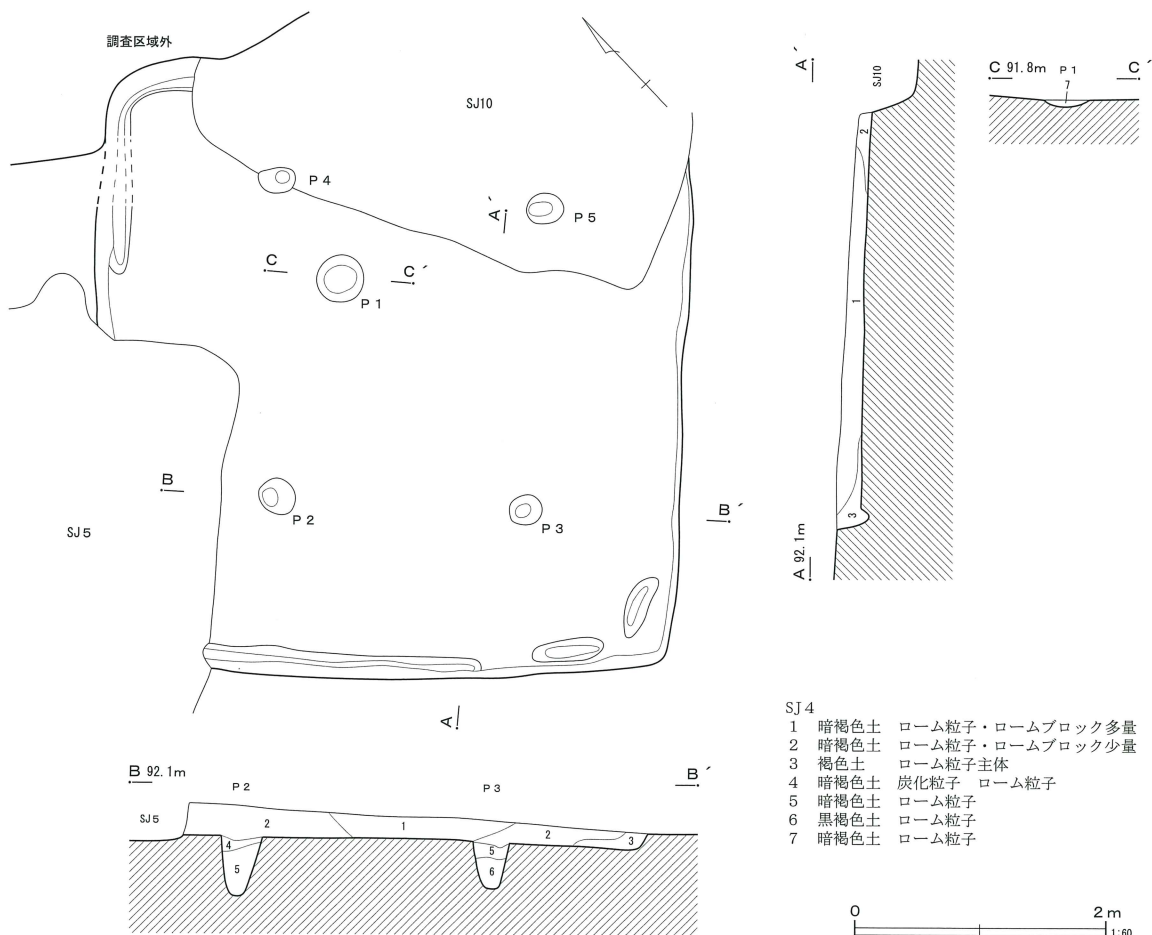 調査区域外
SJ10
P 4
A´
P 5
C
C´
P 1
B
P 2
P 3
B´
SJ 5
A
A´
SJ10
2
1
3
A 92.1m
C 91.8m P 1 C´
7
B 92.1m
P 2
P 3
B´
SJ 5
2
1
2
3
4
5
5
6
SJ 4
1 暗褐色土 ローム粒子・ロームブロック多量
2 暗褐色土 ローム粒子・ロームブロック少量
3 褐色土 ローム粒子主体
4 暗褐色土 炭化粒子 ローム粒子
5 暗褐色土 ローム粒子
6 黒褐色土 ローム粒子
7 暗褐色土 ローム粒子
0 2 m
1:60